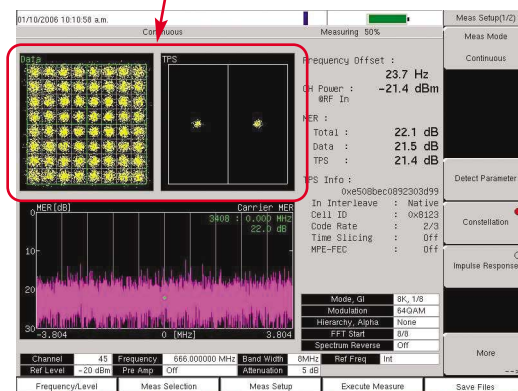 01/10/2006 10:10:58 a.m.
Continuous
Measuring 50%
Data
TPS
Frequency Offset :
23.7 Hz
CH Power : -21.4 dBm
@RF In
MER :
Total : 22.1 dB
Data : 21.5 dB
TPS : 21.4 dB
TPS Info :
0xe508bec0892303d99
In Interleave : Native
Cell ID : 0x8123
Code Rate : 2/3
Time Slicing : Off
MPE-FEC : Off
MER[dB]
Carrier MER
3408 : 0.000 MHz
22.0 dB
0
10
20
30
-3.804 0 [MHz] 3.804
Mode, GI 8K, 1/8
Modulation 64QAM
Hierarchy, Alpha None
FFT Start 8/8
Spectrum Reverse Off
Channel 45 Frequency 666.000000 MHz Band Width 8MHz Ref Freq Int
Ref Level -20 dBm Pre Amp Off Attenuation 5 dB
Meas Setup(1/2)
Meas Mode
Continuous
Detect Parameter
Constellation
Impulse Response
More
Frequency/Level Meas Selection Meas Setup Execute Measure Save Files